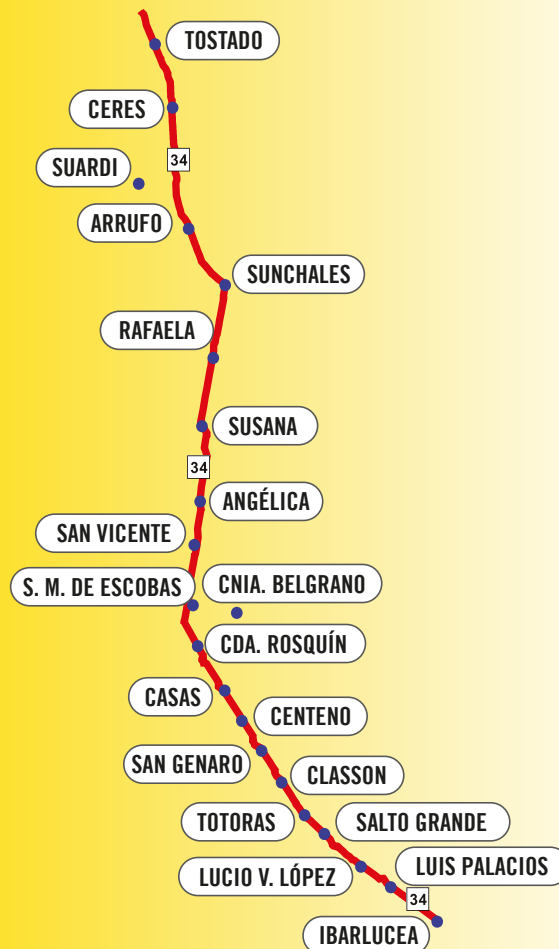 TOSTADO
CERES
34
SUARDI
ARRUFO
SUNCHALES
RAFAELA
SUSANA
34
ANGÉLICA
SAN VICENTE
S. M. DE ESCOBAS
CNIA. BELGRANO
CDA. ROSQUÍN
CASAS
CENTENO
SAN GENARO
CLASSON
TOTORAS
SALTO GRANDE
LUCIO V. LÓPEZ
LUIS PALACIOS
34
IBARLUCEA